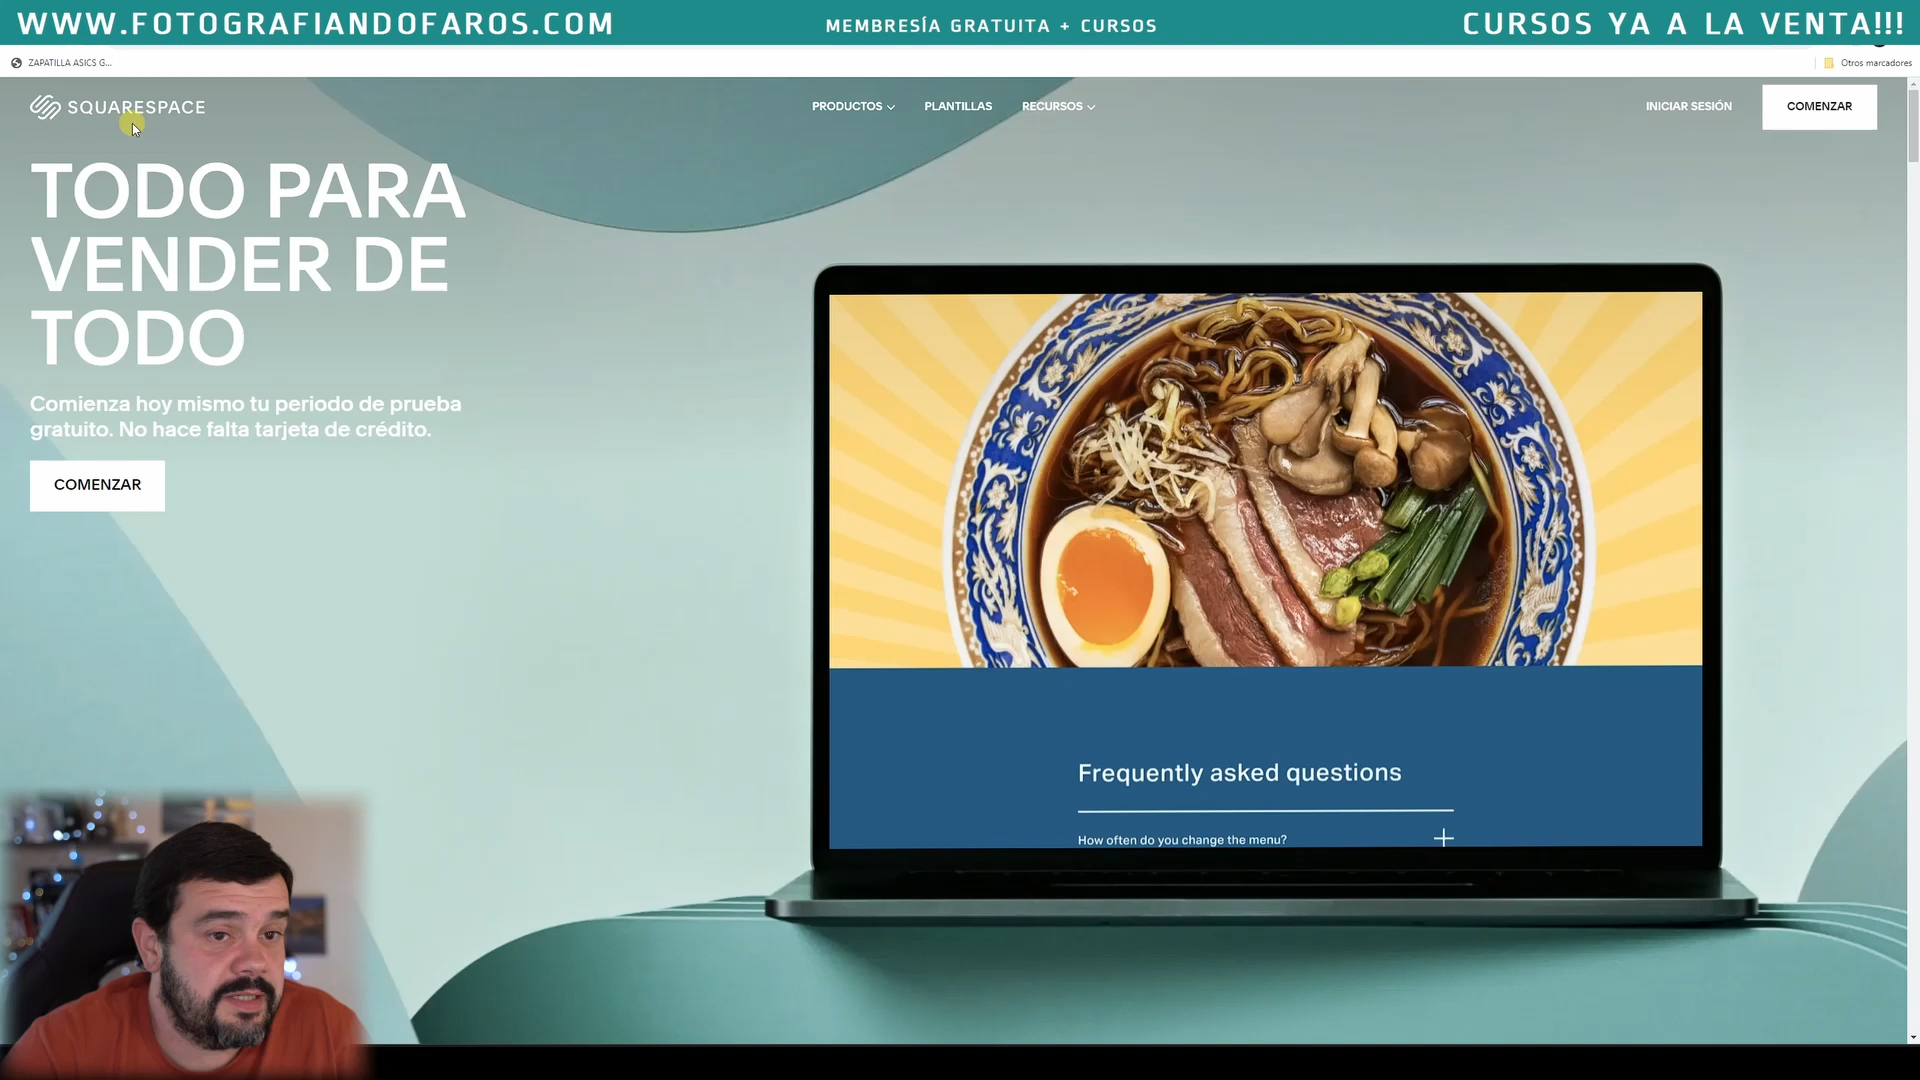 WWW.FOTOGRAFIANDOFAROS.COM
MEMBRESÍA GRATUITA + CURSOS
CURSOS YA A LA VENTA!!!
ZAPATILLA ASICS G...
Otros marcadores
SQUARESPACE
PRODUCTOS
PLANTILLAS
RECURSOS
INICIAR SESIÓN
COMENZAR
TODO PARA
VENDER DE
TODO
Comienza hoy mismo tu periodo de prueba
gratuito. No hace falta tarjeta de crédito.
COMENZAR
Frequently asked questions
How often do you change the menu?